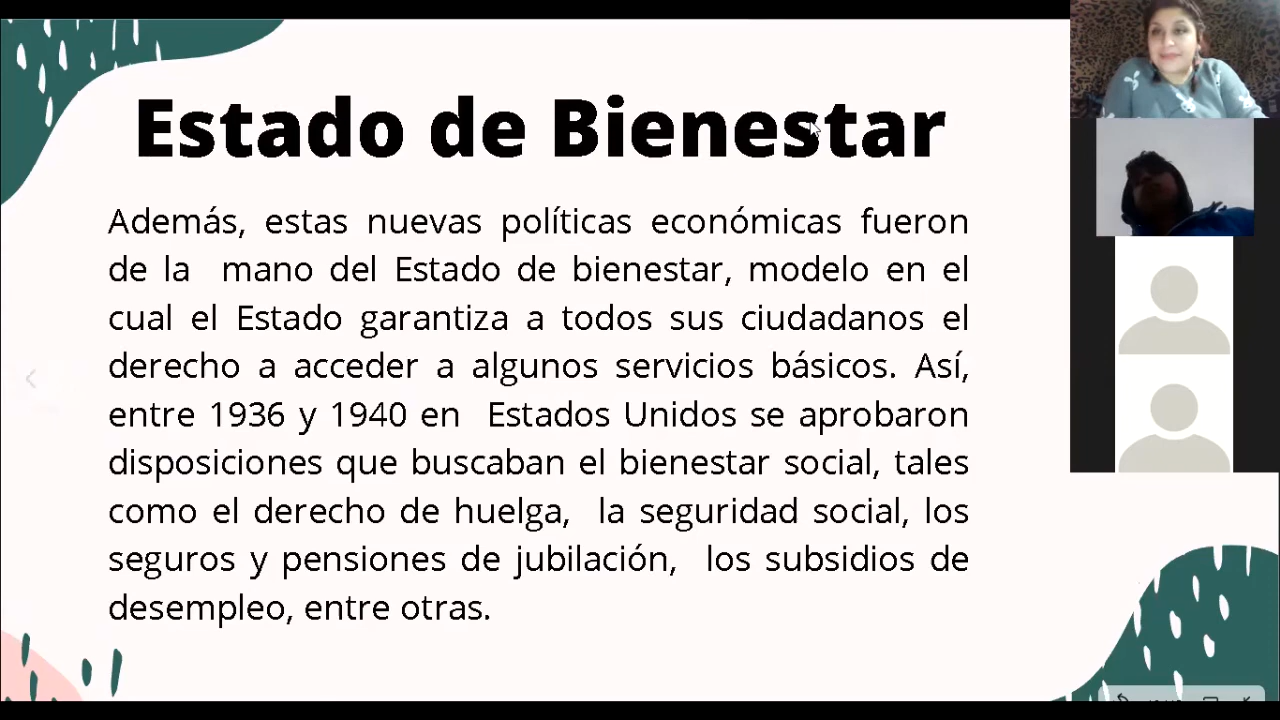 Estado de Bienestar
Además, estas nuevas políticas económicas fueron
de la mano del Estado de bienestar, modelo en el
cual el Estado garantiza a todos sus ciudadanos el
derecho a acceder a algunos servicios básicos. Así,
entre 1936 y 1940 en Estados Unidos se aprobaron
disposiciones que buscaban el bienestar social, tales
como el derecho de huelga, la seguridad social, los
seguros y pensiones de jubilación, los subsidios de
desempleo, entre otras.